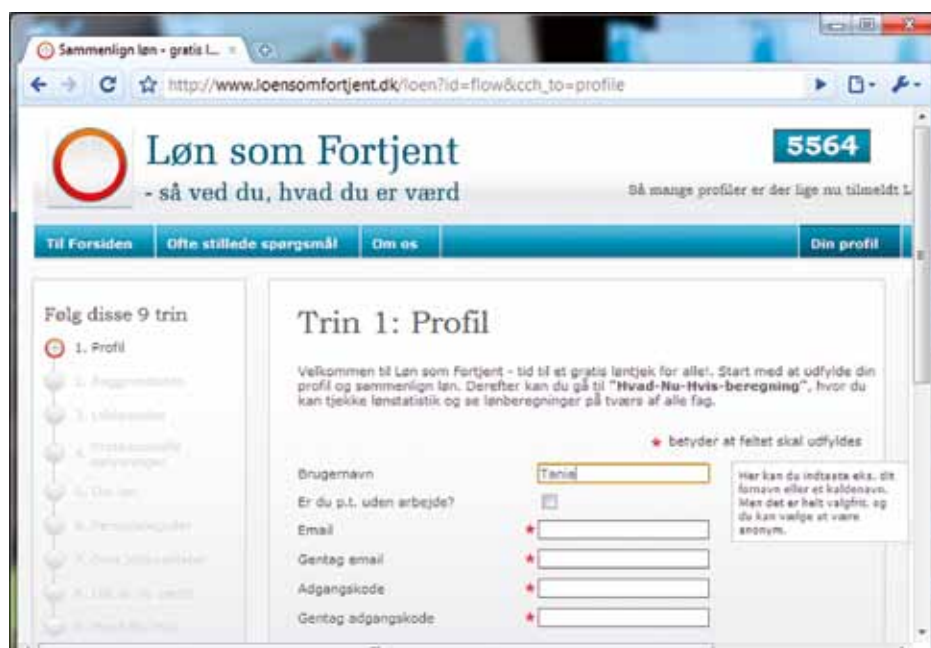 Sammenlign løn - gratis l...
http://www.loensomfortjent.dk/loen?id=flow&cch_to=profile
Løn som Fortjent
- så ved du, hvad du er værd
5564
Så mange profiler er der lige nu tilmeldt L
Til Forsiden
Ofte stillede spørgsmål
Om os
Din profil
Følg disse 9 trin
1. Profil
Trin 1: Profil
Velkommen til Løn som Fortjent - tid til et gratis løntjek for alle!. Start med at udfylde din
profil og sammenlign løn. Derefter kan du gå til "Hvad-Nu-Hvis-beregning", hvor du
kan tjekke lønstatistik og se lønberegninger på tværs af alle fag.
* betyder at feltet skal udfyldes
Brugernavn
Tania
Her kan du indtaste eks. dit
fornavn eller et kaldenavn.
Men det er helt valgfrit, og
du kan vælge at være
anonym.
Er du p.t. uden arbejde?
Email *
Gentag email *
Adgangskode *
Gentag adgangskode *